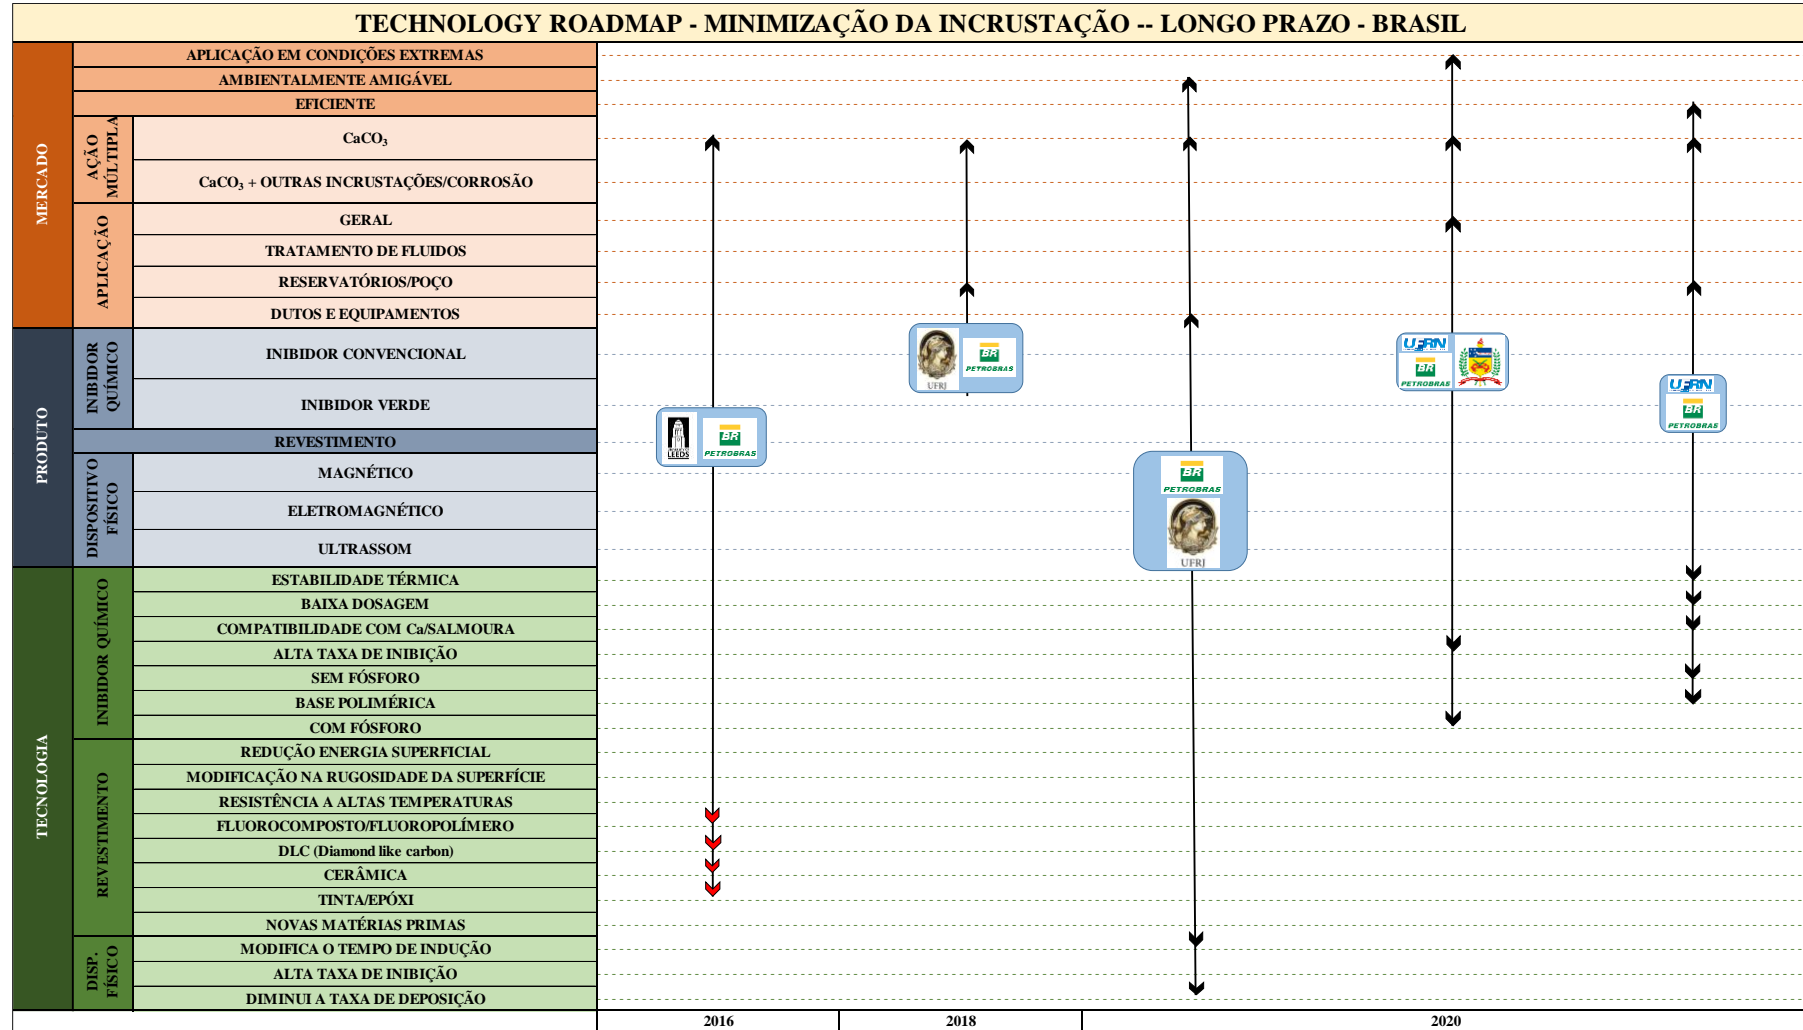 TECHNOLOGY ROADMAP - MINIMIZAÇÃO DA INCRUSTAÇÃO -- LONGO PRAZO - BRASIL
MERCADO
APLICAÇÃO EM CONDIÇÕES EXTREMAS
AMBIENTALMENTE AMIGÁVEL
EFICIENTE
AÇÃO
MÚLTIPLA
CaCO₃
CaCO₃ + OUTRAS INCRUSTAÇÕES/CORROSÃO
APLICAÇÃO
GERAL
TRATAMENTO DE FLUIDOS
RESERVATÓRIOS/POÇO
DUTOS E EQUIPAMENTOS
PRODUTO
INIBIDOR
QUÍMICO
INIBIDOR CONVENCIONAL
INIBIDOR VERDE
REVESTIMENTO
DISPOSITIVO
FÍSICO
MAGNÉTICO
ELETROMAGNÉTICO
ULTRASSOM
TECNOLOGIA
INIBIDOR QUÍMICO
ESTABILIDADE TÉRMICA
BAIXA DOSAGEM
COMPATIBILIDADE COM Ca/SALMOURA
ALTA TAXA DE INIBIÇÃO
SEM FÓSFORO
BASE POLIMÉRICA
COM FÓSFORO
REVESTIMENTO
REDUÇÃO ENERGIA SUPERFICIAL
MODIFICAÇÃO NA RUGOSIDADE DA SUPERFÍCIE
RESISTÊNCIA A ALTAS TEMPERATURAS
FLUOROCOMPOSTO/FLUOROPOLÍMERO
DLC (Diamond like carbon)
CERÂMICA
TINTA/EPÓXI
NOVAS MATÉRIAS PRIMAS
DISP.
FÍSICO
MODIFICA O TEMPO DE INDUÇÃO
ALTA TAXA DE INIBIÇÃO
DIMINUI A TAXA DE DEPOSIÇÃO
LEEDS
BR
PETROBRAS
UFRJ
BR
PETROBRAS
BR
PETROBRAS
UFRJ
UFRN
BR
PETROBRAS
UFRN
BR
PETROBRAS
2016
2018
2020